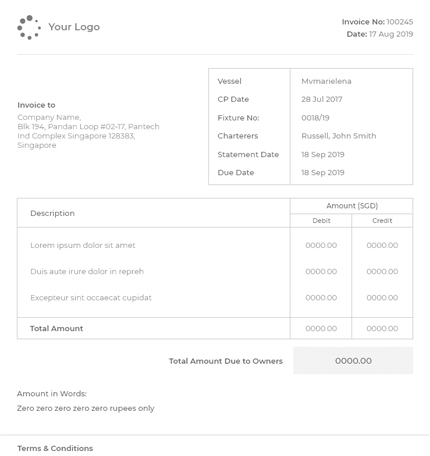 Your Logo
Invoice No: 100245
Date: 17 Aug 2019
Invoice to
Company Name,
Blk 194, Pandan Loop #02-17, Pantech
Ind Complex Singapore 128383,
Singapore
Vessel Mvmarielena
CP Date 28 Jul 2017
Fixture No: 0018/19
Charterers Russell, John Smith
Statement Date 18 Sep 2019
Due Date 18 Sep 2019
Description Amount (SGD)
Debit Credit
Lorem ipsum dolor sit amet 0000.00 0000.00
Duis aute irure dolor in repreh 0000.00 0000.00
Excepteur sint occaecat cupidat 0000.00 0000.00
Total Amount 0000.00 0000.00
Total Amount Due to Owners 0000.00
Amount in Words:
Zero zero zero zero zero rupees only
Terms & Conditions